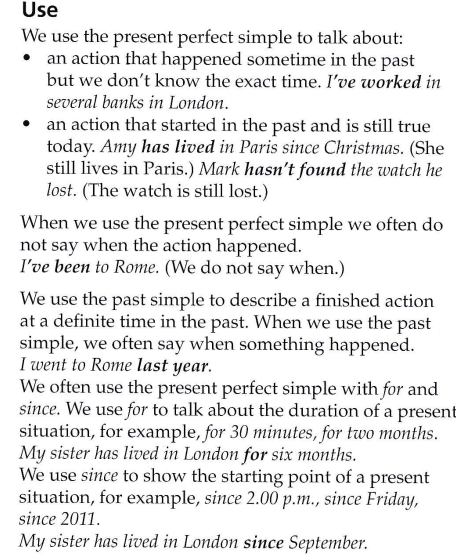 Use
We use the present perfect simple to talk about:
• an action that happened sometime in the past
but we don't know the exact time. I've worked in
several banks in London.
• an action that started in the past and is still true
today. Amy has lived in Paris since Christmas. (She
still lives in Paris.) Mark hasn't found the watch he
lost. (The watch is still lost.)
When we use the present perfect simple we often do
not say when the action happened.
I've been to Rome. (We do not say when.)
We use the past simple to describe a finished action
at a definite time in the past. When we use the past
simple, we often say when something happened.
I went to Rome last year.
We often use the present perfect simple with for and
since. We use for to talk about the duration of a present
situation, for example, for 30 minutes, for two months.
My sister has lived in London for six months.
We use since to show the starting point of a present
situation, for example, since 2.00 p.m., since Friday,
since 2011.
My sister has lived in London since September.